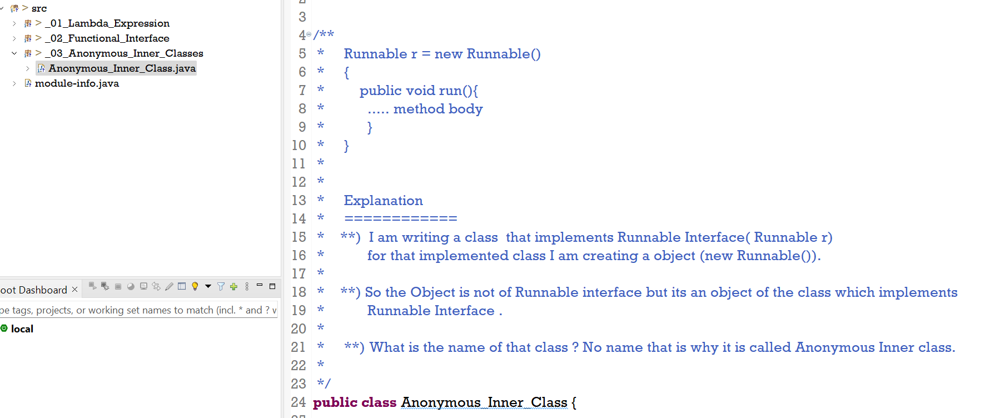 > src
> _01_Lambda_Expression
> _02_Functional_Interface
> _03_Anonymous_Inner_Classes
Anonymous_Inner_Class.java
module-info.java
oot Dashboard
pe tags, projects, or working set names to match (incl. * and ? w
local
2
3
4 /**
5 * Runnable r = new Runnable()
6 * {
7 * public void run(){
8 * ..... method body
9 * }
10 * }
11 *
12 *
13 * Explanation
14 * ============
15 * **) I am writing a class that implements Runnable Interface( Runnable r)
16 * for that implemented class I am creating a object (new Runnable()).
17 *
18 * **) So the Object is not of Runnable interface but its an object of the class which implements
19 * Runnable Interface .
20 *
21 * **) What is the name of that class ? No name that is why it is called Anonymous Inner class.
22 *
23 */
24 public class Anonymous_Inner_Class {